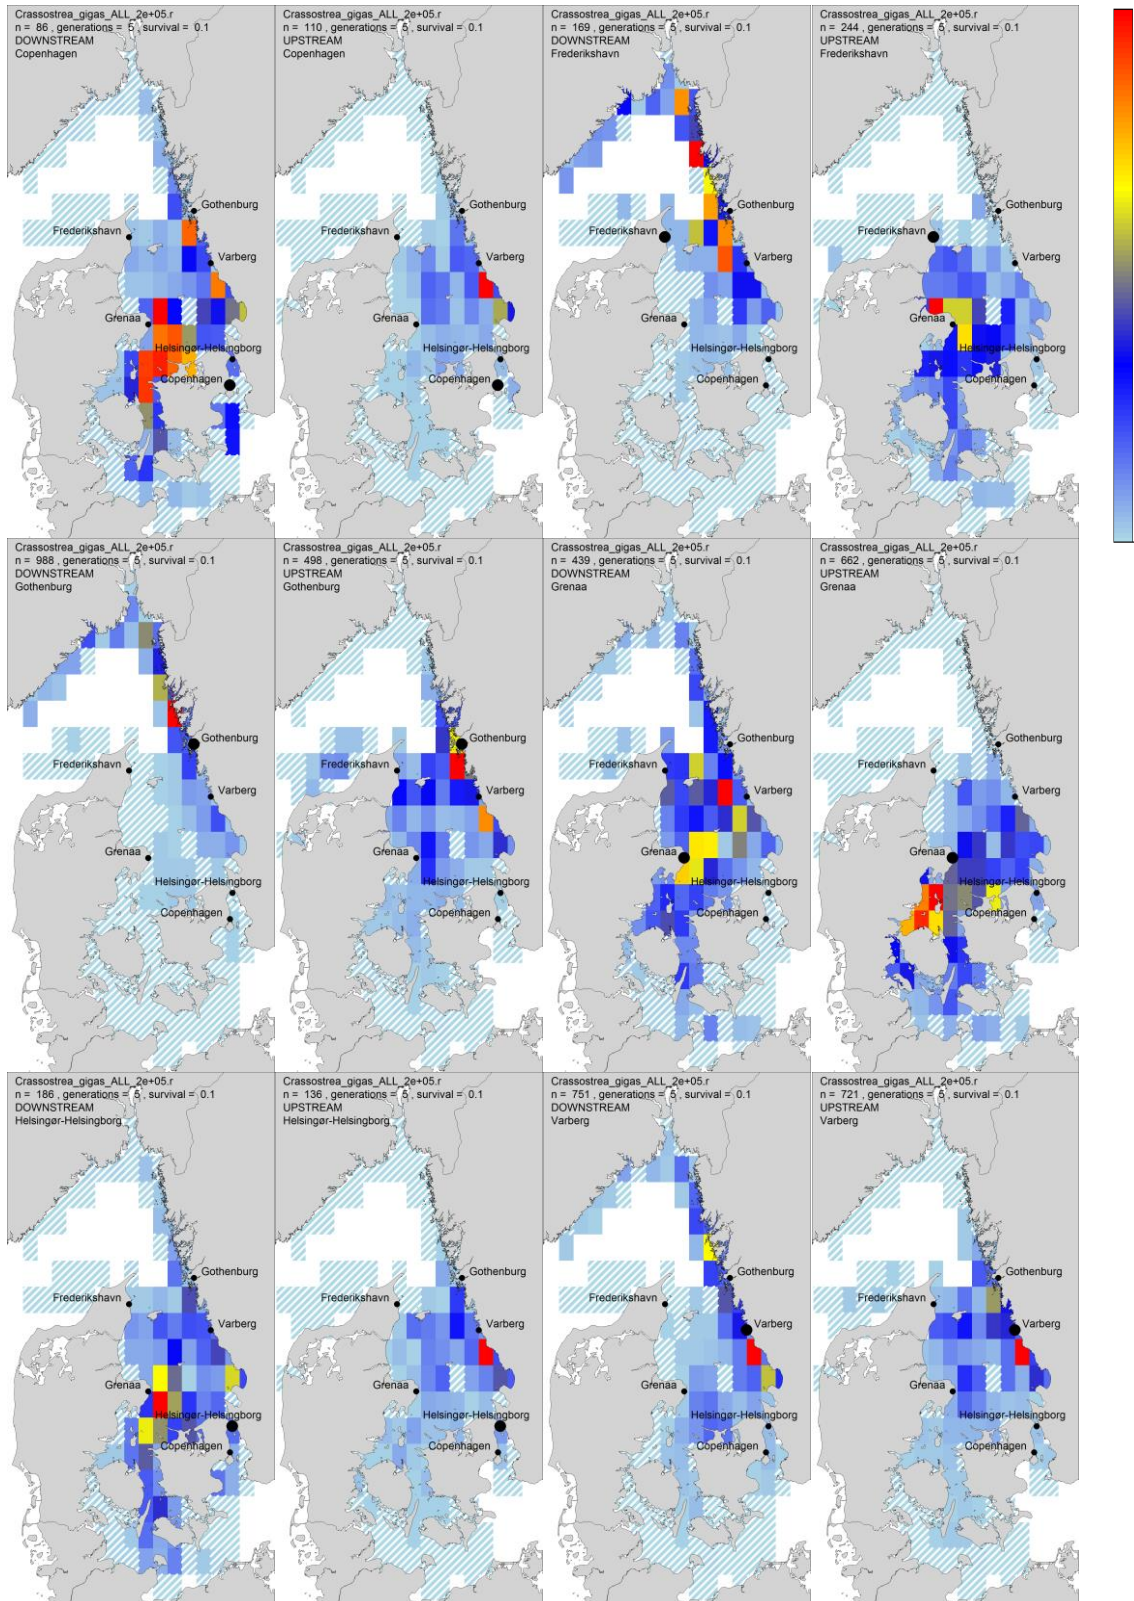 Crassostrea_gigas_ALL_2e+05.r
n = 86 , generations = 5 , survival = 0.1
DOWNSTREAM
Copenhagen
Gothenburg
Frederikshavn
Varberg
Grenaa
Helsingør-Helsingborg
Copenhagen
Crassostrea_gigas_ALL_2e+05.r
n = 110 , generations = 5 , survival = 0.1
UPSTREAM
Copenhagen
Gothenburg
Frederikshavn
Varberg
Grenaa
Helsingør-Helsingborg
Copenhagen
Crassostrea_gigas_ALL_2e+05.r
n = 169 , generations = 5 , survival = 0.1
DOWNSTREAM
Frederikshavn
Gothenburg
Frederikshavn
Varberg
Grenaa
Helsingør-Helsingborg
Copenhagen
Crassostrea_gigas_ALL_2e+05.r
n = 244 , generations = 5 , survival = 0.1
UPSTREAM
Frederikshavn
Gothenburg
Frederikshavn
Varberg
Grenaa
Helsingør-Helsingborg
Copenhagen
Crassostrea_gigas_ALL_2e+05.r
n = 988 , generations = 5 , survival = 0.1
DOWNSTREAM
Gothenburg
Gothenburg
Frederikshavn
Varberg
Grenaa
Helsingør-Helsingborg
Copenhagen
Crassostrea_gigas_ALL_2e+05.r
n = 498 , generations = 5 , survival = 0.1
UPSTREAM
Gothenburg
Gothenburg
Frederikshavn
Varberg
Grenaa
Helsingør-Helsingborg
Copenhagen
Crassostrea_gigas_ALL_2e+05.r
n = 439 , generations = 5 , survival = 0.1
DOWNSTREAM
Grenaa
Gothenburg
Frederikshavn
Varberg
Grenaa
Helsingør-Helsingborg
Copenhagen
Crassostrea_gigas_ALL_2e+05.r
n = 662 , generations = 5 , survival = 0.1
UPSTREAM
Grenaa
Gothenburg
Frederikshavn
Varberg
Grenaa
Helsingør-Helsingborg
Copenhagen
Crassostrea_gigas_ALL_2e+05.r
n = 186 , generations = 5 , survival = 0.1
DOWNSTREAM
Helsingør-Helsingborg
Gothenburg
Frederikshavn
Varberg
Grenaa
Helsingør-Helsingborg
Copenhagen
Crassostrea_gigas_ALL_2e+05.r
n = 136 , generations = 5 , survival = 0.1
UPSTREAM
Helsingør-Helsingborg
Gothenburg
Frederikshavn
Varberg
Grenaa
Helsingør-Helsingborg
Copenhagen
Crassostrea_gigas_ALL_2e+05.r
n = 751 , generations = 5 , survival = 0.1
DOWNSTREAM
Varberg
Gothenburg
Frederikshavn
Varberg
Grenaa
Helsingør-Helsingborg
Copenhagen
Crassostrea_gigas_ALL_2e+05.r
n = 721 , generations = 5 , survival = 0.1
UPSTREAM
Varberg
Gothenburg
Frederikshavn
Varberg
Grenaa
Helsingør-Helsingborg
Copenhagen